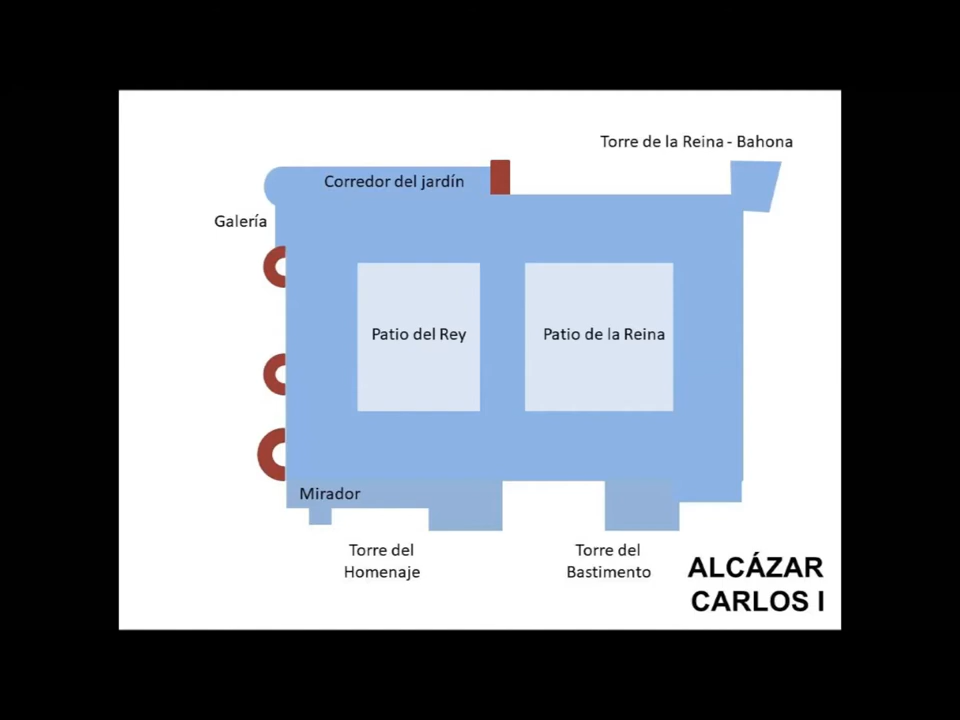 Torre de la Reina - Bahona
Corredor del jardín
Galería
Patio del Rey
Patio de la Reina
Mirador
Torre del
Homenaje
Torre del
Bastimento
ALCÁZAR
CARLOS I